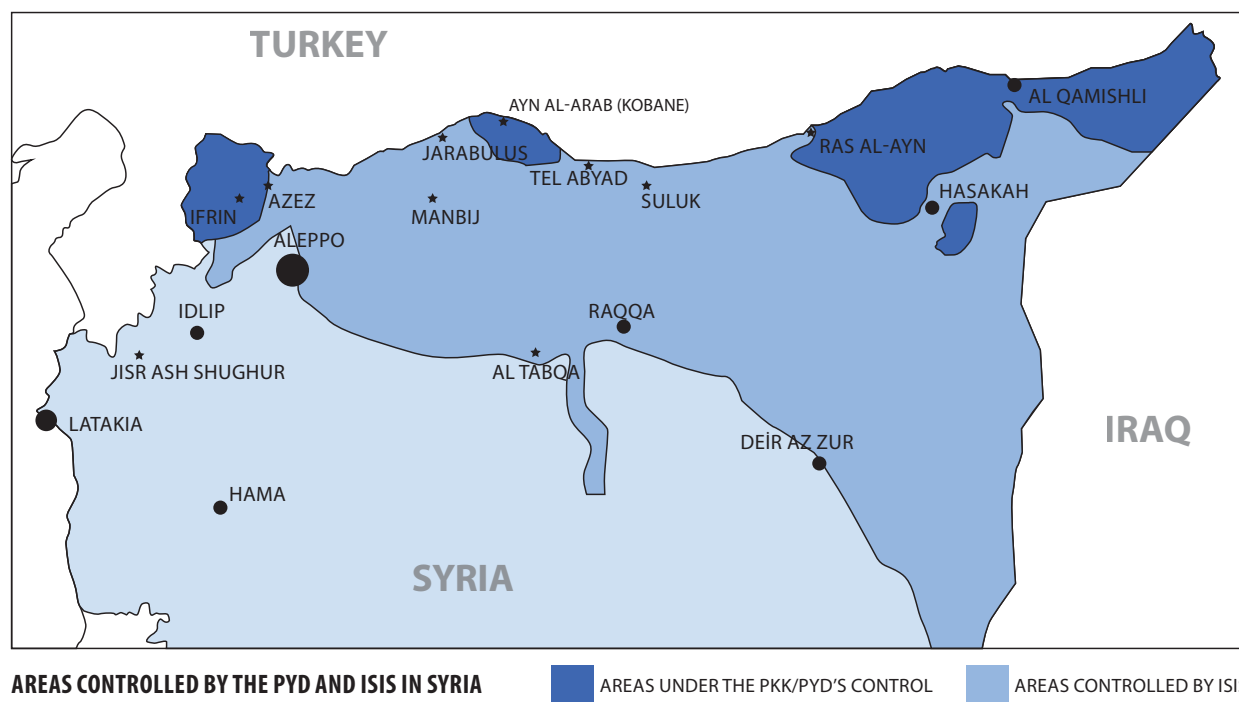 TURKEY
AYN AL-ARAB (KOBANE)
AL QAMISHLI
JARABULUS
RAS AL-AYN
TEL ABYAD
IFRIN
AZEZ
MANBIJ
SULUK
HASAKAH
ALEPPO
IDLIP
RAQQA
JISR ASH SHUGHUR
AL TABQA
LATAKIA
IRAQ
DEİR AZ ZUR
HAMA
SYRIA
AREAS CONTROLLED BY THE PYD AND ISIS IN SYRIA
AREAS UNDER THE PKK/PYD'S CONTROL
AREAS CONTROLLED BY ISI